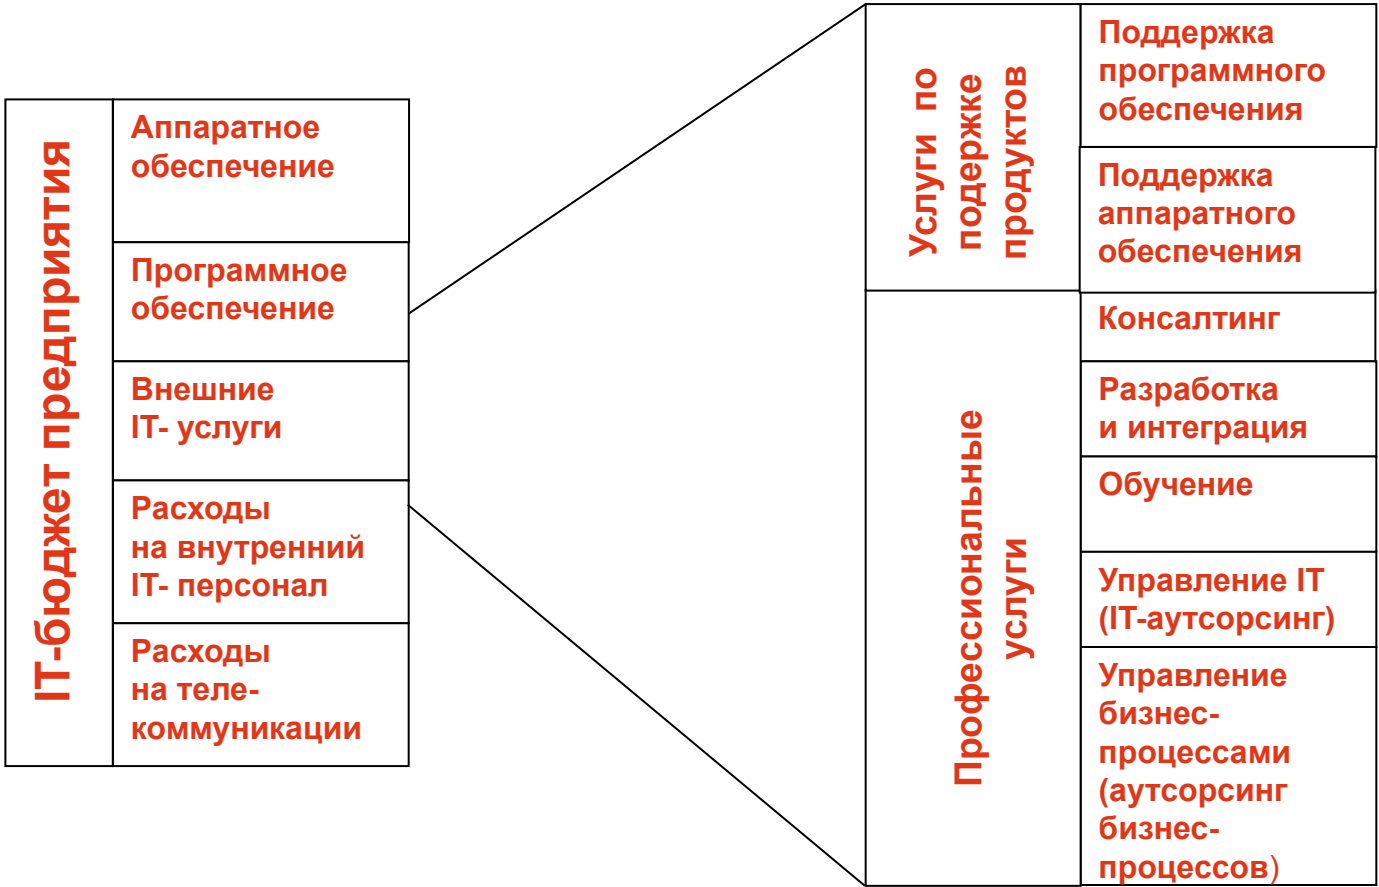 IT-бюджет предприятия
Аппаратное
обеспечение
Программное
обеспечение
Внешние
IT- услуги
Расходы
на внутренний
IT- персонал
Расходы
на теле-
коммуникации
Услуги по
подержке
продуктов
Поддержка
программного
обеспечения
Поддержка
аппаратного
обеспечения
Профессиональные
услуги
Консалтинг
Разработка
и интеграция
Обучение
Управление IT
(IT-аутсорсинг)
Управление
бизнес-
процессами
(аутсорсинг
бизнес-
процессов)